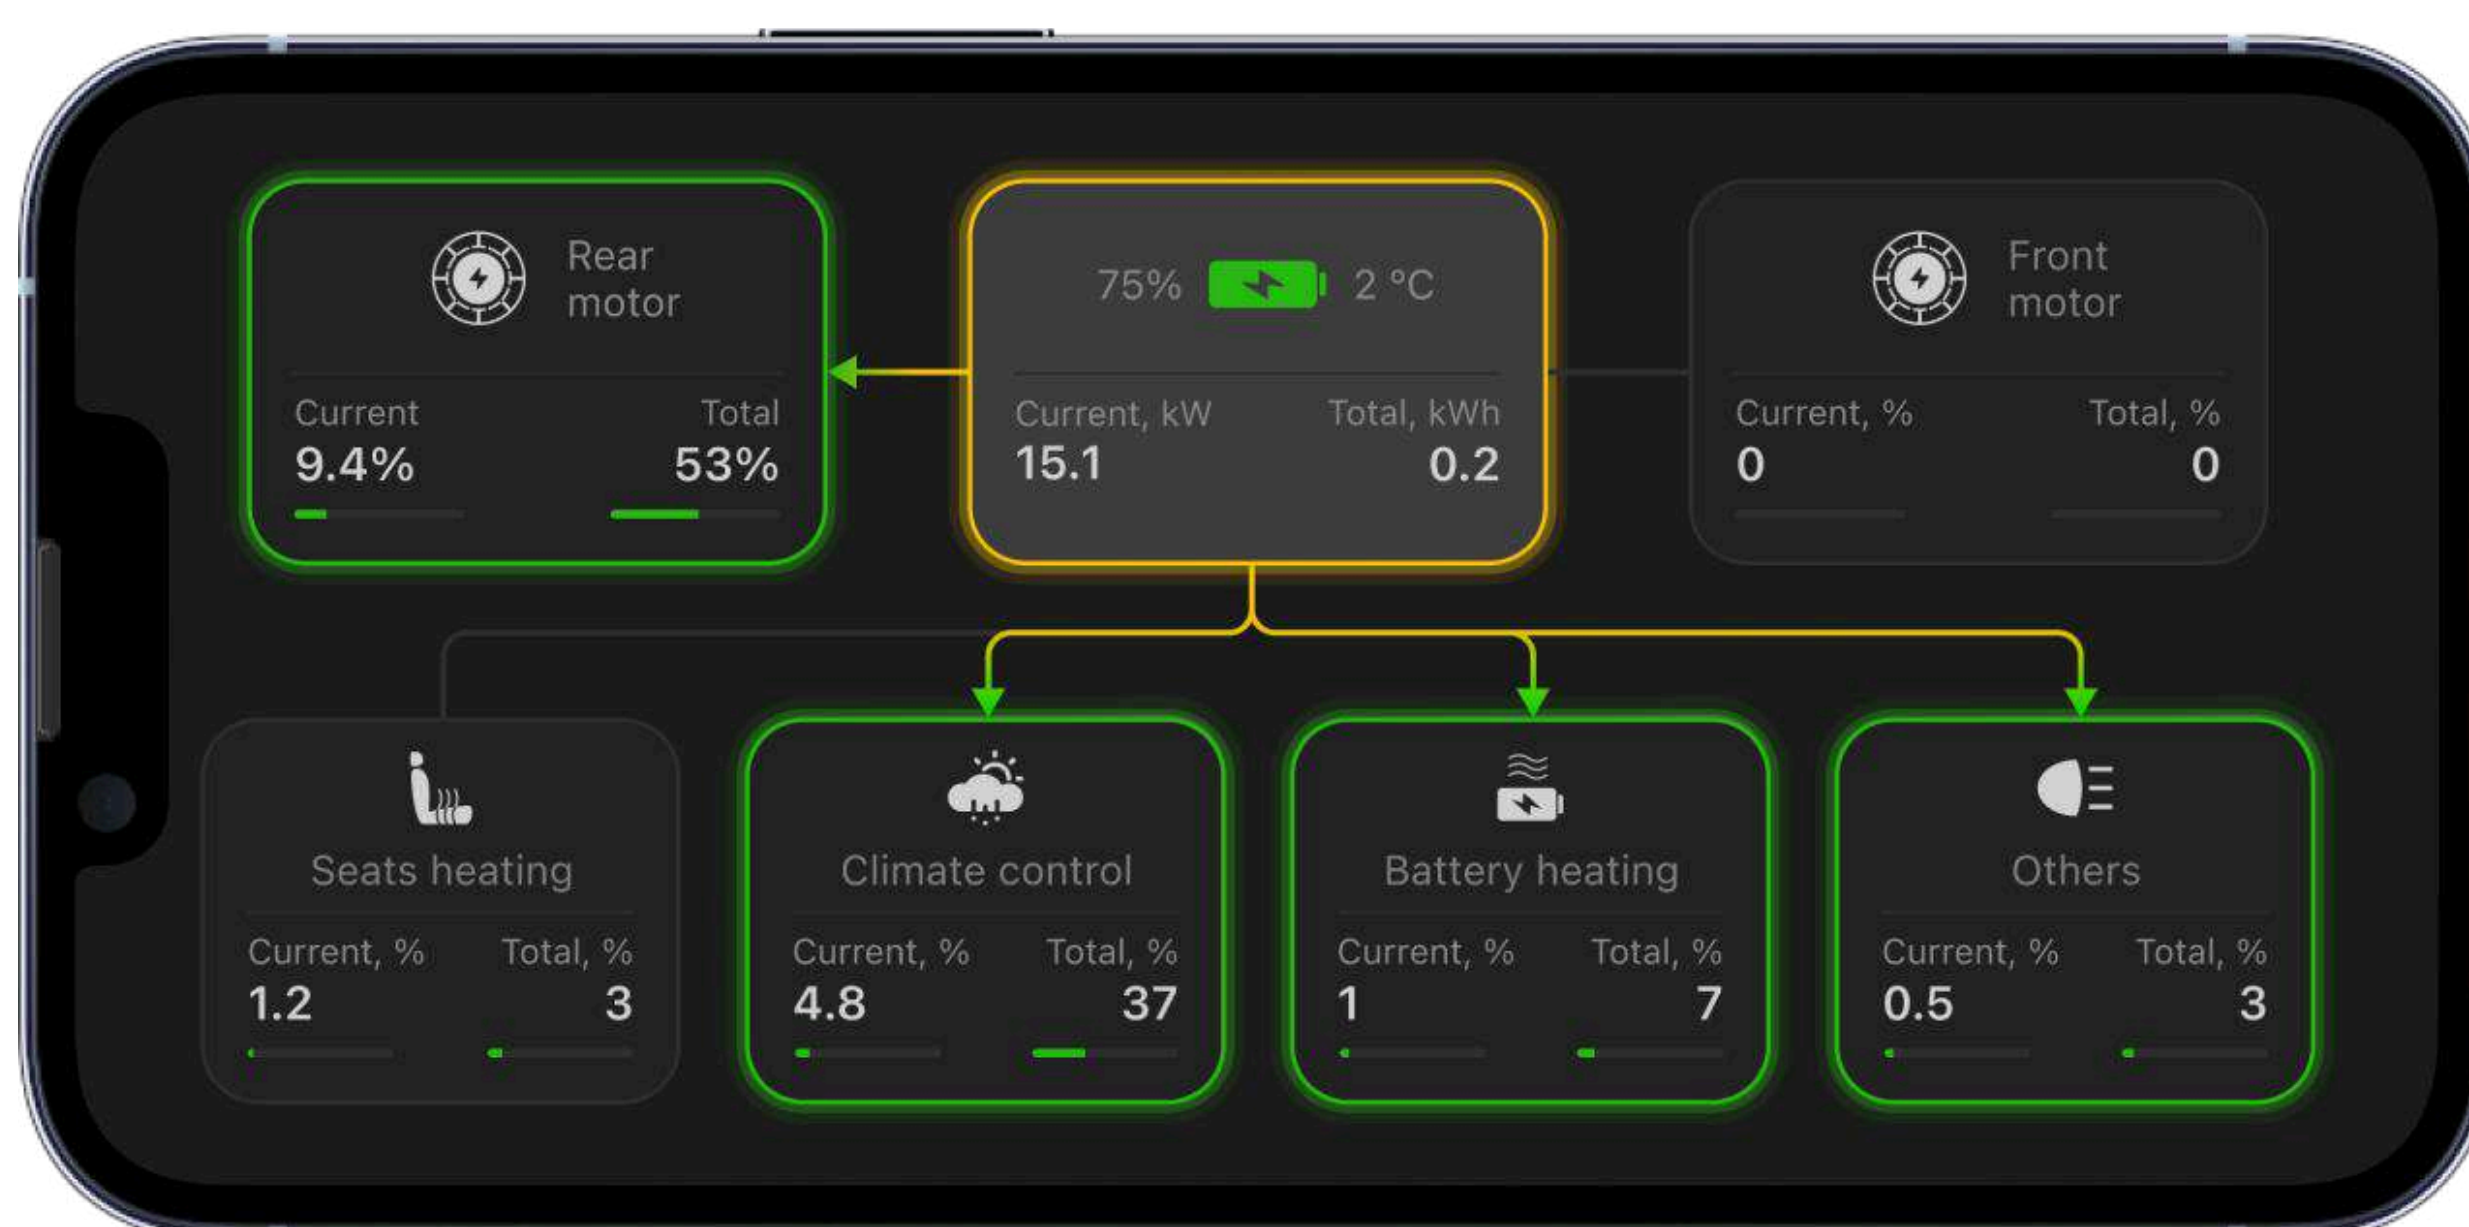 Rear
motor
Current Total
9.4% 53%
75% 2 °C
Current, kW Total, kWh
15.1 0.2
Front
motor
Current, % Total, %
0 0
Seats heating
Current, % Total, %
1.2 3
Climate control
Current, % Total, %
4.8 37
Battery heating
Current, % Total, %
1 7
Others
Current, % Total, %
0.5 3